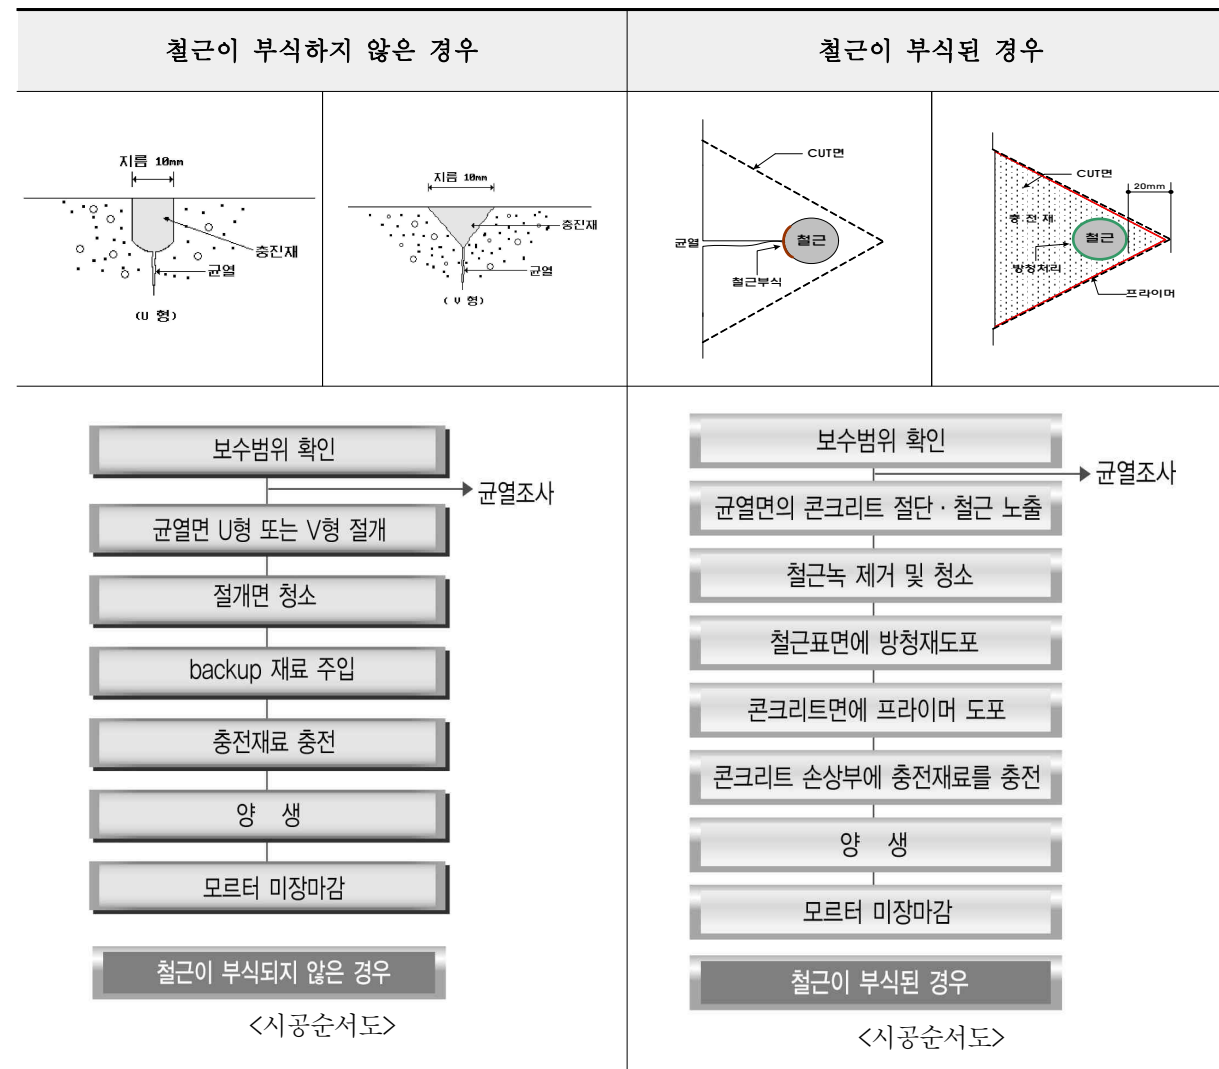 철근이 부식하지 않은 경우
철근이 부식된 경우
지름 10mm
충진재
균열
(U 형)
지름 10mm
충진재
균열
( V 형)
CUT면
균열
철근
철근부식
CUT면
20mm
충 전 재
철근
방청처리
프라이머
보수범위 확인
균열조사
균열면 U형 또는 V형 절개
절개면 청소
backup 재료 주입
충전재료 충전
양 생
모르터 미장마감
철근이 부식되지 않은 경우
<시공순서도>
보수범위 확인
균열조사
균열면의 콘크리트 절단 · 철근 노출
철근녹 제거 및 청소
철근표면에 방청재도포
콘크리트면에 프라이머 도포
콘크리트 손상부에 충전재료를 충전
양 생
모르터 미장마감
철근이 부식된 경우
<시공순서도>